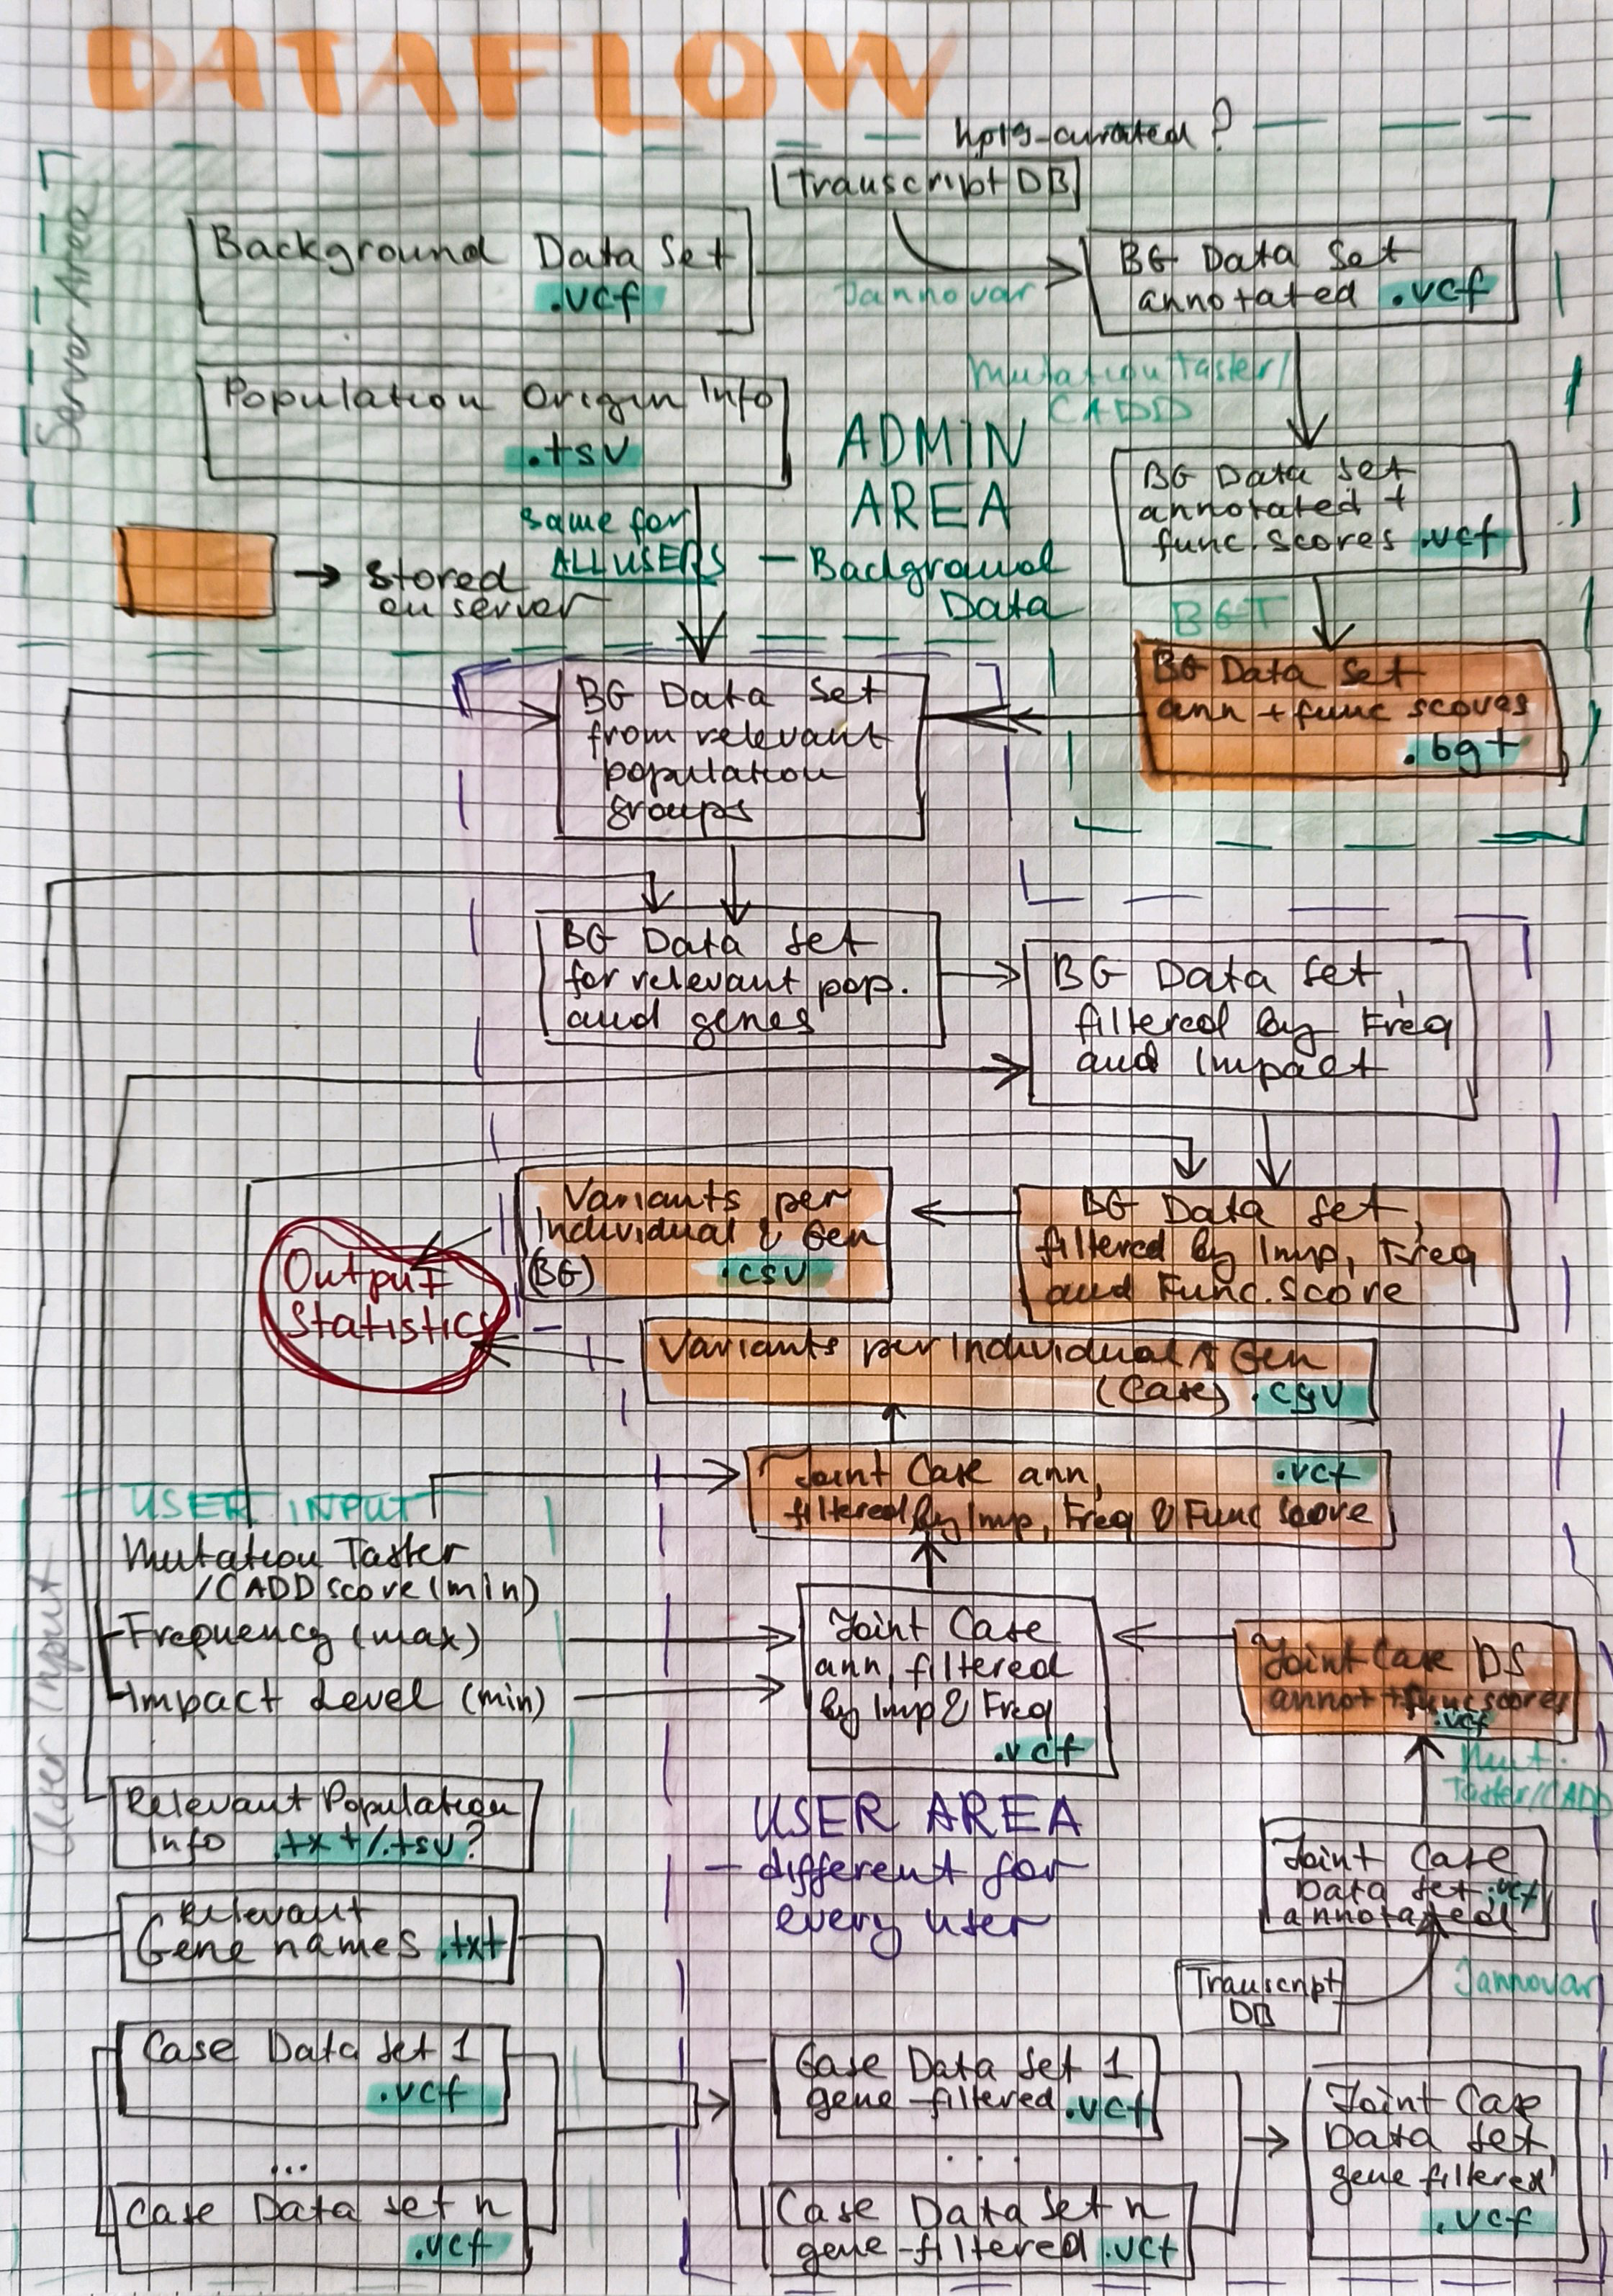 DATAFLOW
hp19-curated?
Transcript DB
Server Area
Background Data Set
.vcf
Jannovar
BG Data Set
annotated .vcf
Population Origin Info
.tsv
Mutation Taster/
CADD
ADMIN
AREA
— Background
Data
same for
ALL USERS
BG Data Set
annotated +
func. scores .vcf
→ Stored
on server
BGT
BG Data Set
ann + func scores
.bgt
BG Data Set
from relevant
population
groups
BG Data Set
for relevant pop.
and genes
BG Data Set,
filtered by Freq
and Impact
Variants per
Individual & Gen
(BG) .csv
BG Data Set,
filtered by Imp, Freq
and Func. Score
Output
Statistics
Variants per Individual & Gen
(Case) .csv
Joint Case ann, .vcf
filtered by Imp, Freq & Func Score
USER INPUT
Mutation Taster
/CADD score (min)
Frequency (max)
Impact Level (min)
User Input
Joint Case
ann, filtered
by Imp & Freq
.vcf
Joint Case DS
annot + func scores
.vcf
Mut.
Taster/CADD
Relevant Population
Info .txt/.tsv?
USER AREA
— different for
every user
Joint Case
Data set .vcf
annotated
Relevant
Gene names .txt
Transcript
DB
Jannovar
Case Data Set 1
.vcf
...
Case Data set n
.vcf
Case Data Set 1
gene-filtered .vcf
. . .
Case Data Set n
gene-filtered .vcf
Joint Case
Data Set
gene filtered
.vcf